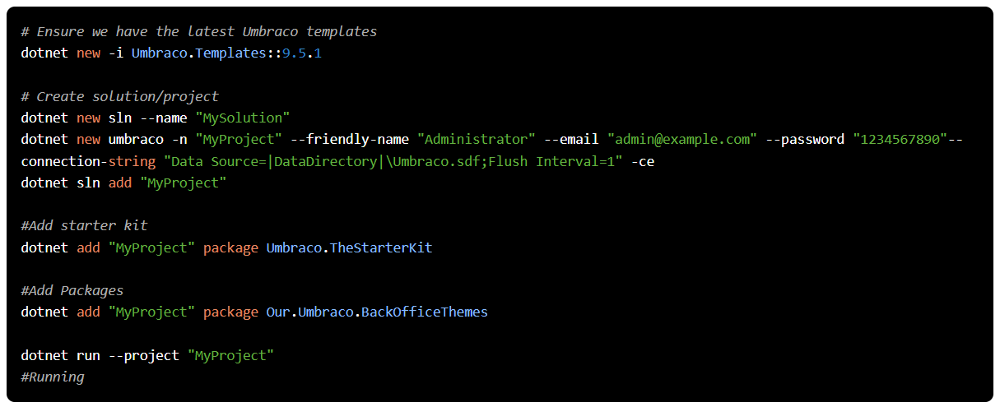 # Ensure we have the latest Umbraco templates
dotnet new -i Umbraco.Templates::9.5.1
# Create solution/project
dotnet new sln --name "MySolution"
dotnet new umbraco -n "MyProject" --friendly-name "Administrator" --email "admin@example.com" --password "1234567890"--
connection-string "Data Source=|DataDirectory|\Umbraco.sdf;Flush Interval=1" -ce
dotnet sln add "MyProject"
#Add starter kit
dotnet add "MyProject" package Umbraco.TheStarterKit
#Add Packages
dotnet add "MyProject" package Our.Umbraco.BackOfficeThemes
dotnet run --project "MyProject"
#Running